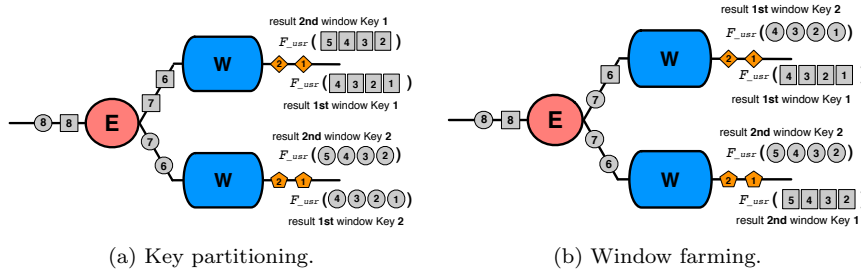 result 2nd window Key 1
F_usr( 5 4 3 2 )
W
2 1
6
F_usr( 4 3 2 1 )
7
result 1st window Key 1
8 8
E
7
result 2nd window Key 2
6
F_usr( 5 4 3 2 )
W
2 1
F_usr( 4 3 2 1 )
result 1st window Key 2
(a) Key partitioning.
result 1st window Key 2
F_usr( 4 3 2 1 )
W
2 1
6
F_usr( 4 3 2 1 )
7
result 1st window Key 1
8 8
E
7
result 2nd window Key 2
6
F_usr( 5 4 3 2 )
W
2 1
F_usr( 5 4 3 2 )
result 2nd window Key 1
(b) Window farming.